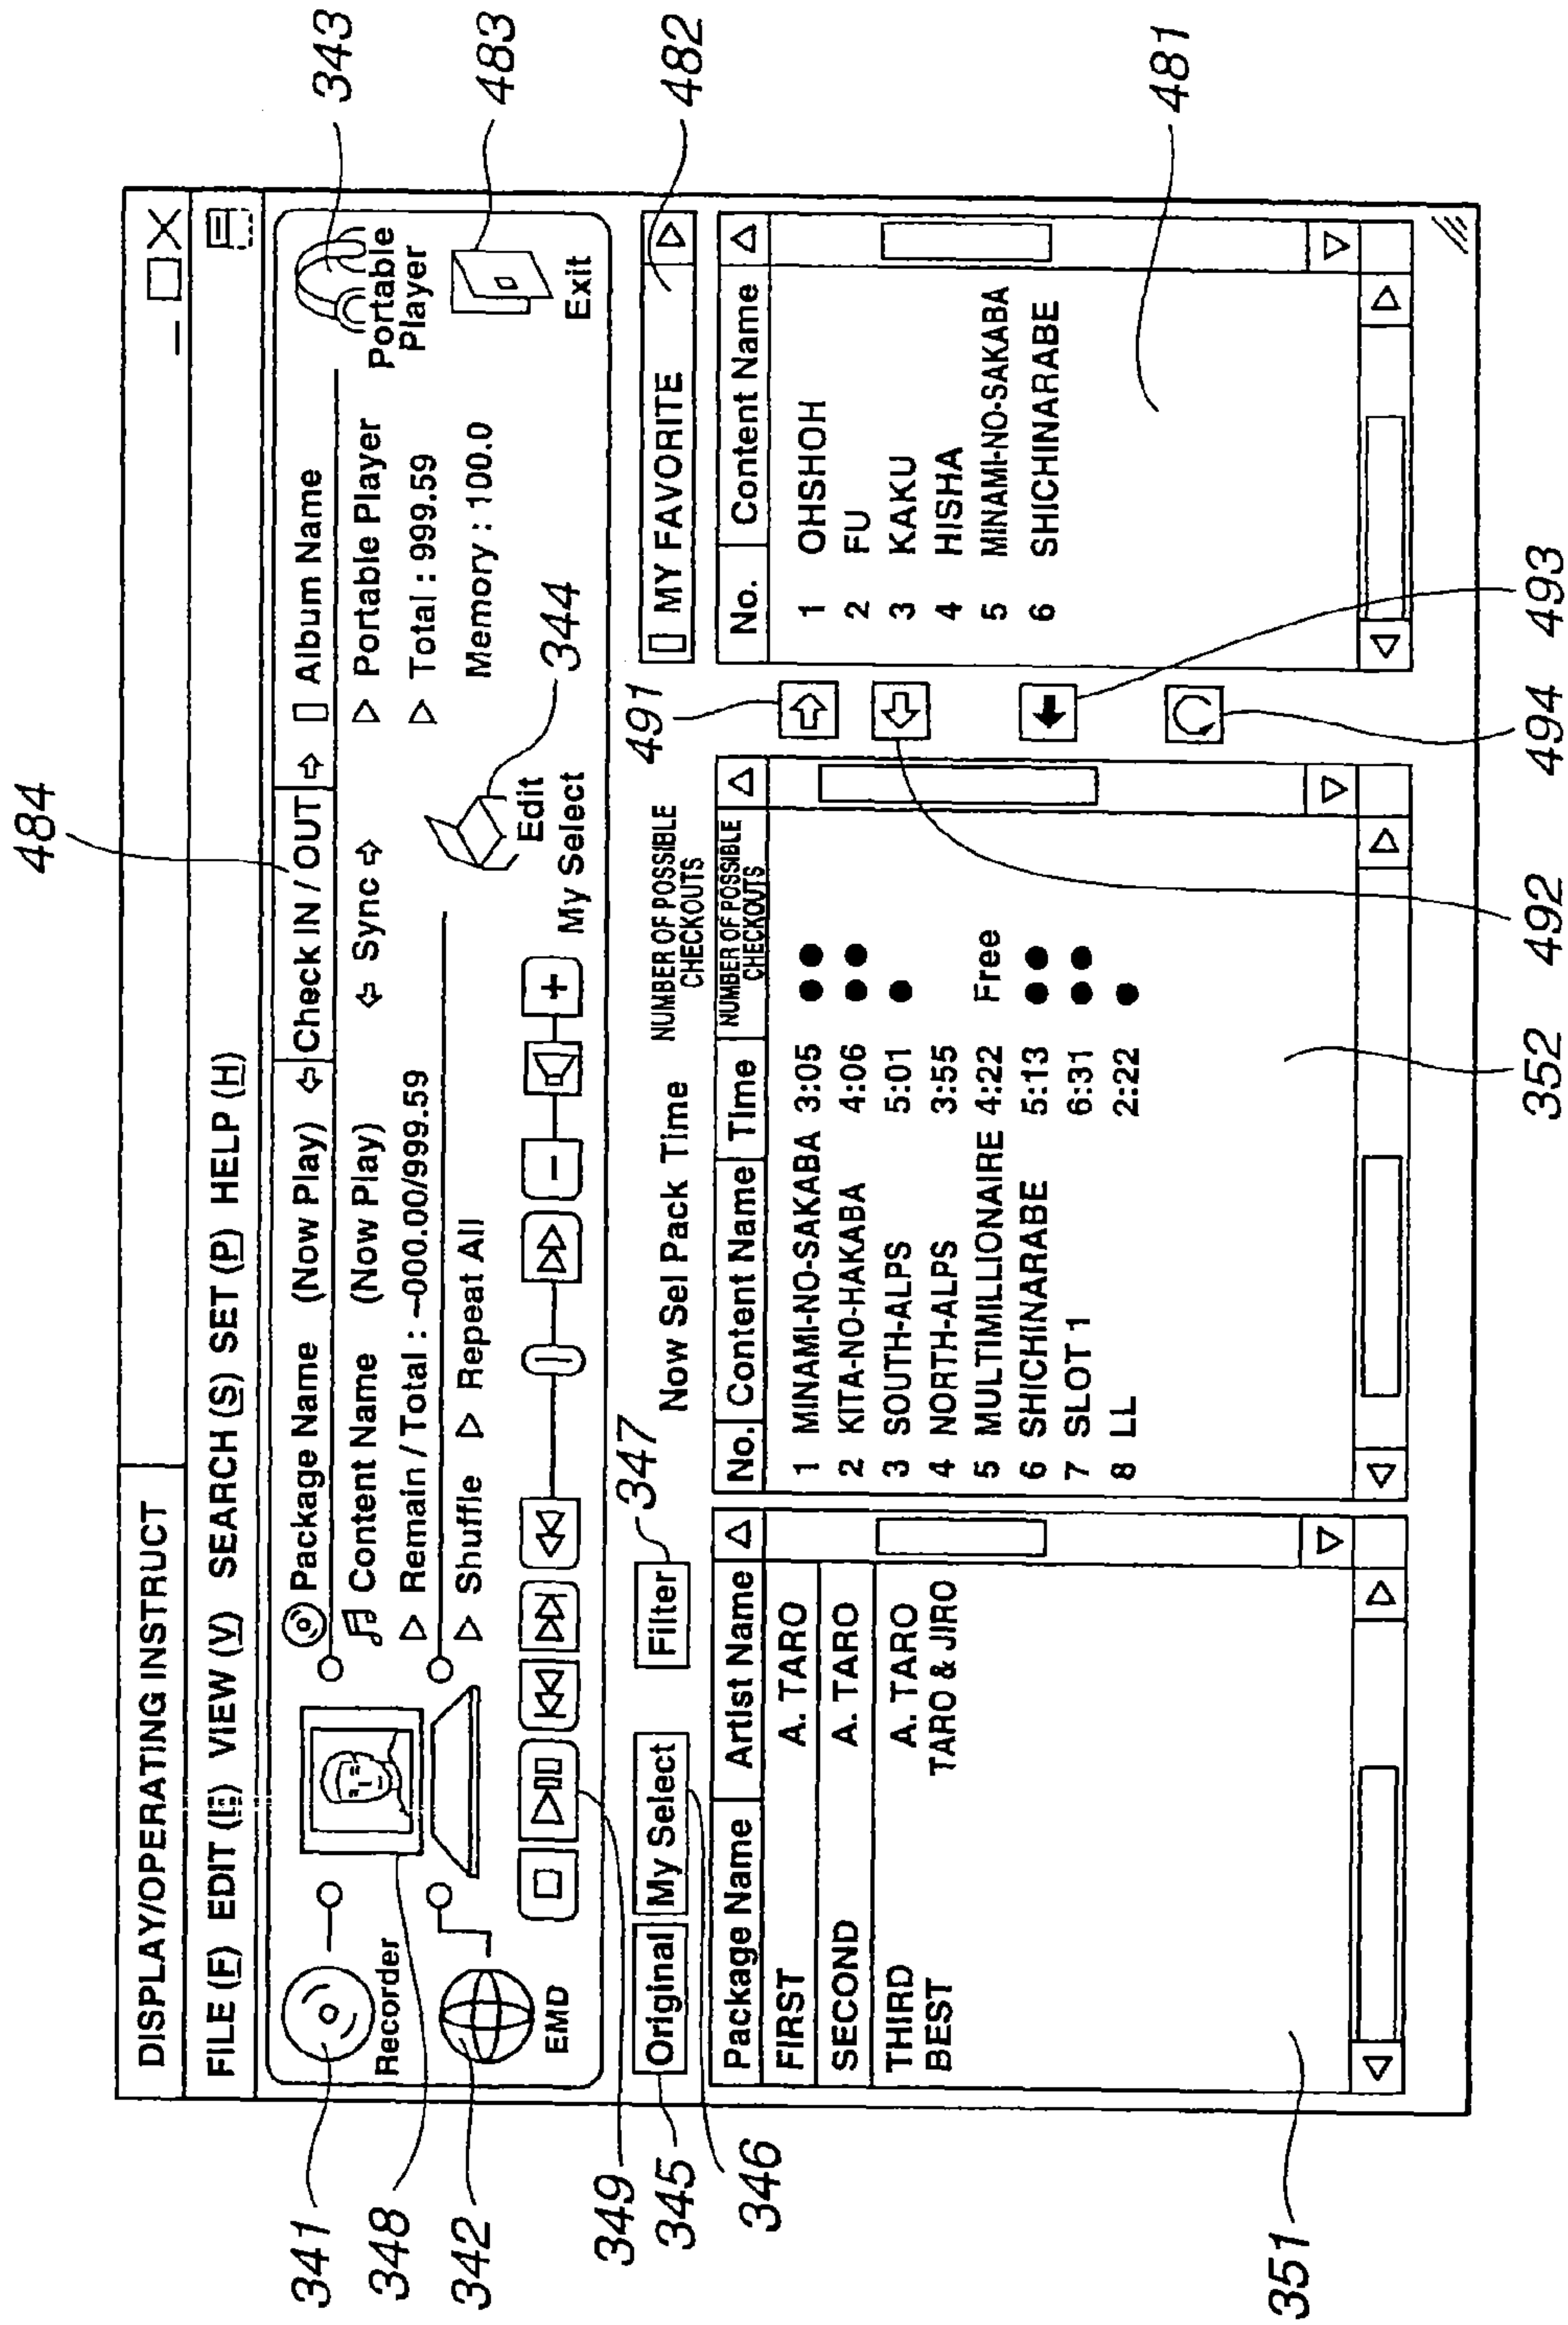 484
343
483
482
481
DISPLAY/OPERATING INSTRUCT
FILE (F) EDIT (E) VIEW (V) SEARCH (S) SET (P) HELP (H)
Package Name (Now Play) ⇦ Check IN / OUT ⇨ Album Name
Content Name (Now Play) ⇦ Sync ⇨ ▷ Portable Player
▷ Remain / Total : -000.00/999.59 ▷ Total : 999.59
▷ Shuffle ▷ Repeat All Memory : 100.0
Recorder
EMD
Portable
Player
Exit
Edit
My Select
344
341
348
342
349
345
346
347
Original My Select Filter
Now Sel Pack Time NUMBER OF POSSIBLE
CHECKOUTS
491
MY FAVORITE
Package Name Artist Name
FIRST A. TARO
SECOND A. TARO
THIRD A. TARO
BEST TARO & JIRO
No. Content Name Time NUMBER OF POSSIBLE
CHECKOUTS
1 MINAMI-NO-SAKABA 3:05 ●●
2 KITA-NO-HAKABA 4:06 ●●
3 SOUTH-ALPS 5:01 ●
4 NORTH-ALPS 3:55
5 MULTIMILLIONAIRE 4:22 Free
6 SHICHINARABE 5:13 ●●
7 SLOT 1 6:31 ●●
8 LL 2:22 ●
No. Content Name
1 OHSHOH
2 FU
3 KAKU
4 HISHA
5 MINAMI-NO-SAKABA
6 SHICHINARABE
351
352
492
494
493